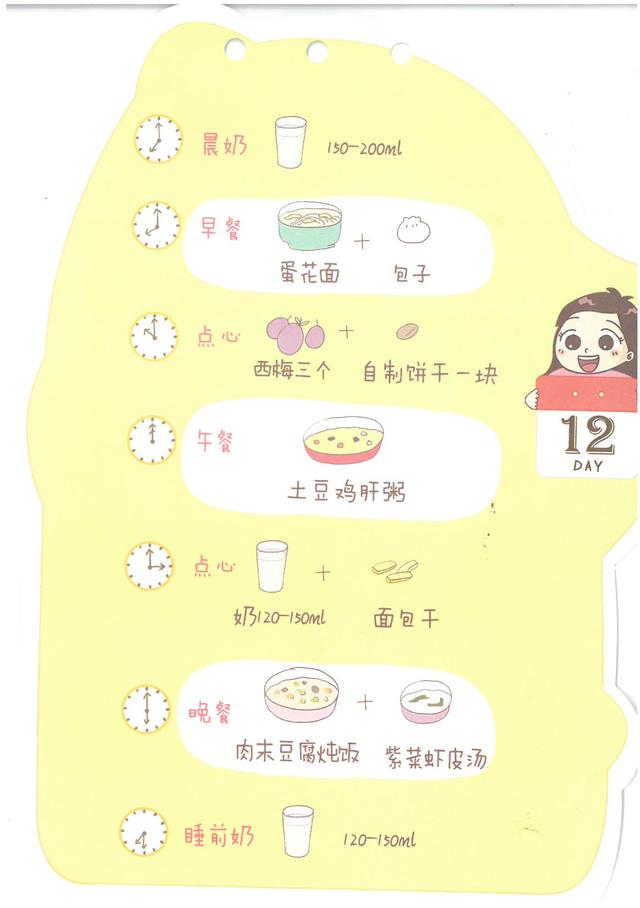 晨奶 150-200ml
早餐
蛋花面 + 包子
点心
西梅三个 + 自制饼干一块
午餐
土豆鸡肝粥
点心
奶120-150ml + 面包干
晚餐
肉末豆腐炖饭 + 紫菜虾皮汤
睡前奶 120-150ml
12
DAY